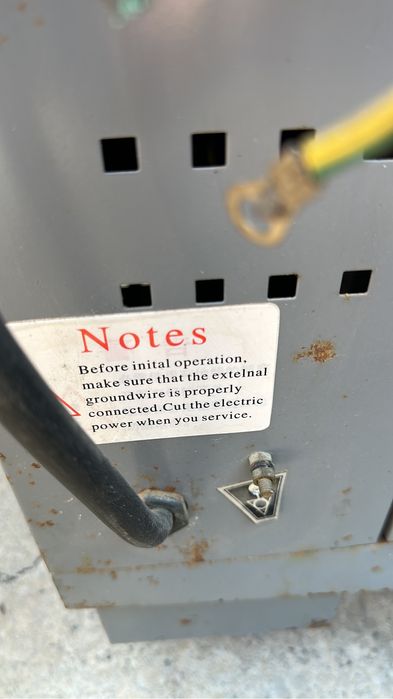 Notes
Before inital operation,
make sure that the extelnal
groundwire is properly
connected.Cut the electric
power when you service.